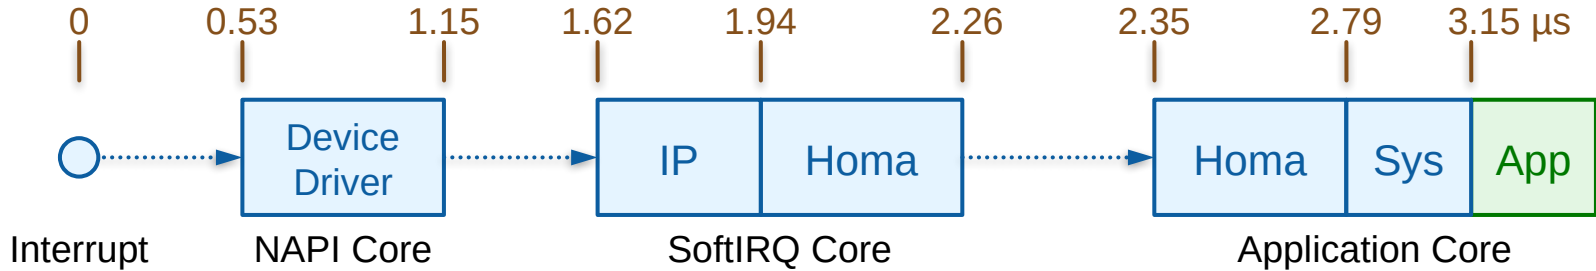 0 0.53 1.15 1.62 1.94 2.26 2.35 2.79 3.15 µs
Device
Driver
IP Homa Homa Sys App
Interrupt NAPI Core SoftIRQ Core Application Core